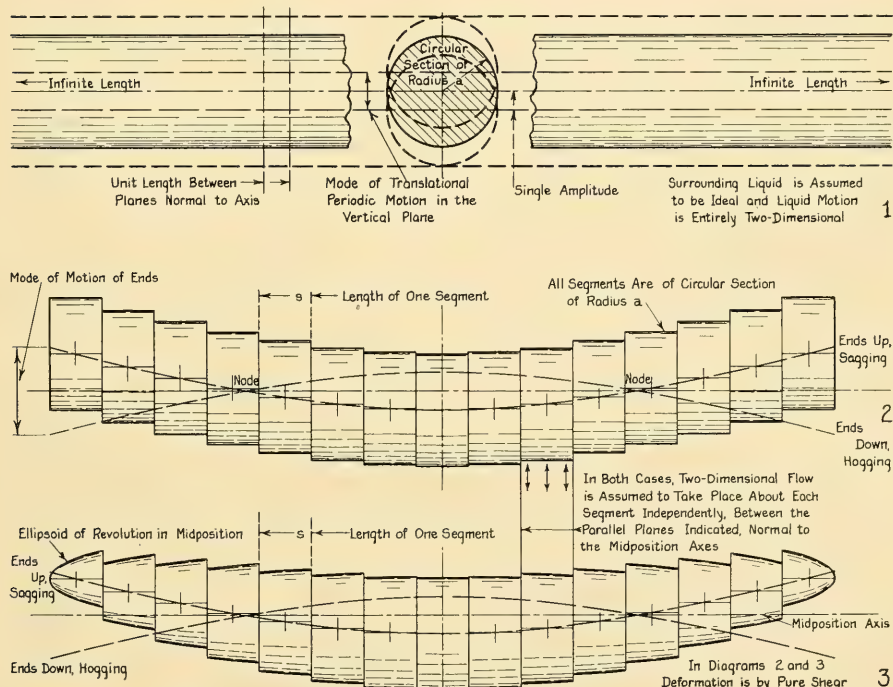 Circular
Section of
Radius a
Infinite Length
Infinite Length
Unit Length Between
Planes Normal to Axis
Mode of Translational
Periodic Motion in the
Vertical Plane
Single Amplitude
Surrounding Liquid is Assumed
to be Ideal and Liquid Motion
is Entirely Two-Dimensional
1
Mode of Motion of Ends
s
Length of One Segment
All Segments Are of Circular Section
of Radius a
Ends Up,
Sagging
Node
Node
2
Ends
Down,
Hogging
In Both Cases, Two-Dimensional Flow
is Assumed to Take Place About Each
Segment Independently, Between the
Parallel Planes Indicated, Normal to
the Midposition Axes
Ellipsoid of Revolution in Midposition
s
Length of One Segment
Ends
Up,
Sagging
Midposition Axis
Ends Down, Hogging
In Diagrams 2 and 3
Deformation is by Pure Shear
3